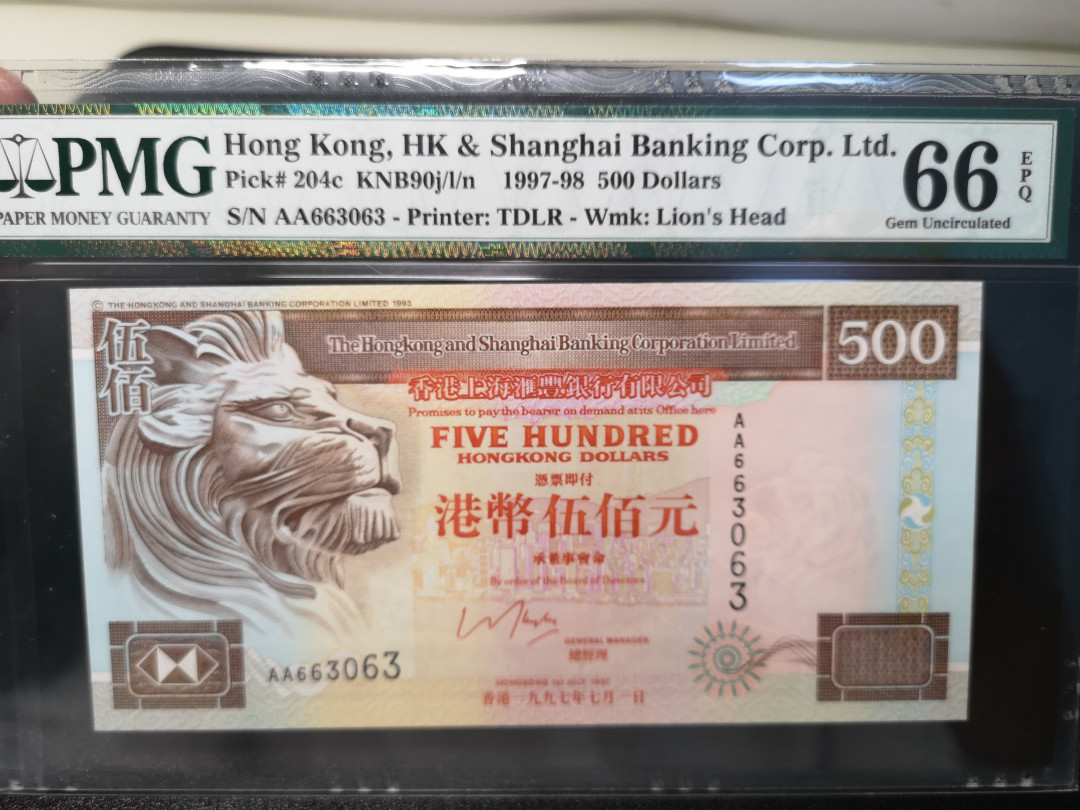 PMG
PAPER MONEY GUARANTY
Hong Kong, HK & Shanghai Banking Corp. Ltd.
Pick# 204c KNB90j/l/n 1997-98 500 Dollars
S/N AA663063 - Printer: TDLR - Wmk: Lion's Head
66
EPQ
Gem Uncirculated
© THE HONGKONG AND SHANGHAI BANKING CORPORATION LIMITED 1993
伍佰
The Hongkong and Shanghai Banking Corporation Limited
500
香港上海滙豐銀行有限公司
Promises to pay the bearer on demand at its Office here
FIVE HUNDRED
HONGKONG DOLLARS
憑票即付
港幣伍佰元
承董事會命
By order of the Board of Directors
AA663063
GENERAL MANAGER
總經理
AA663063
HONGKONG 1st JULY 1997
香港一九九七年七月一日